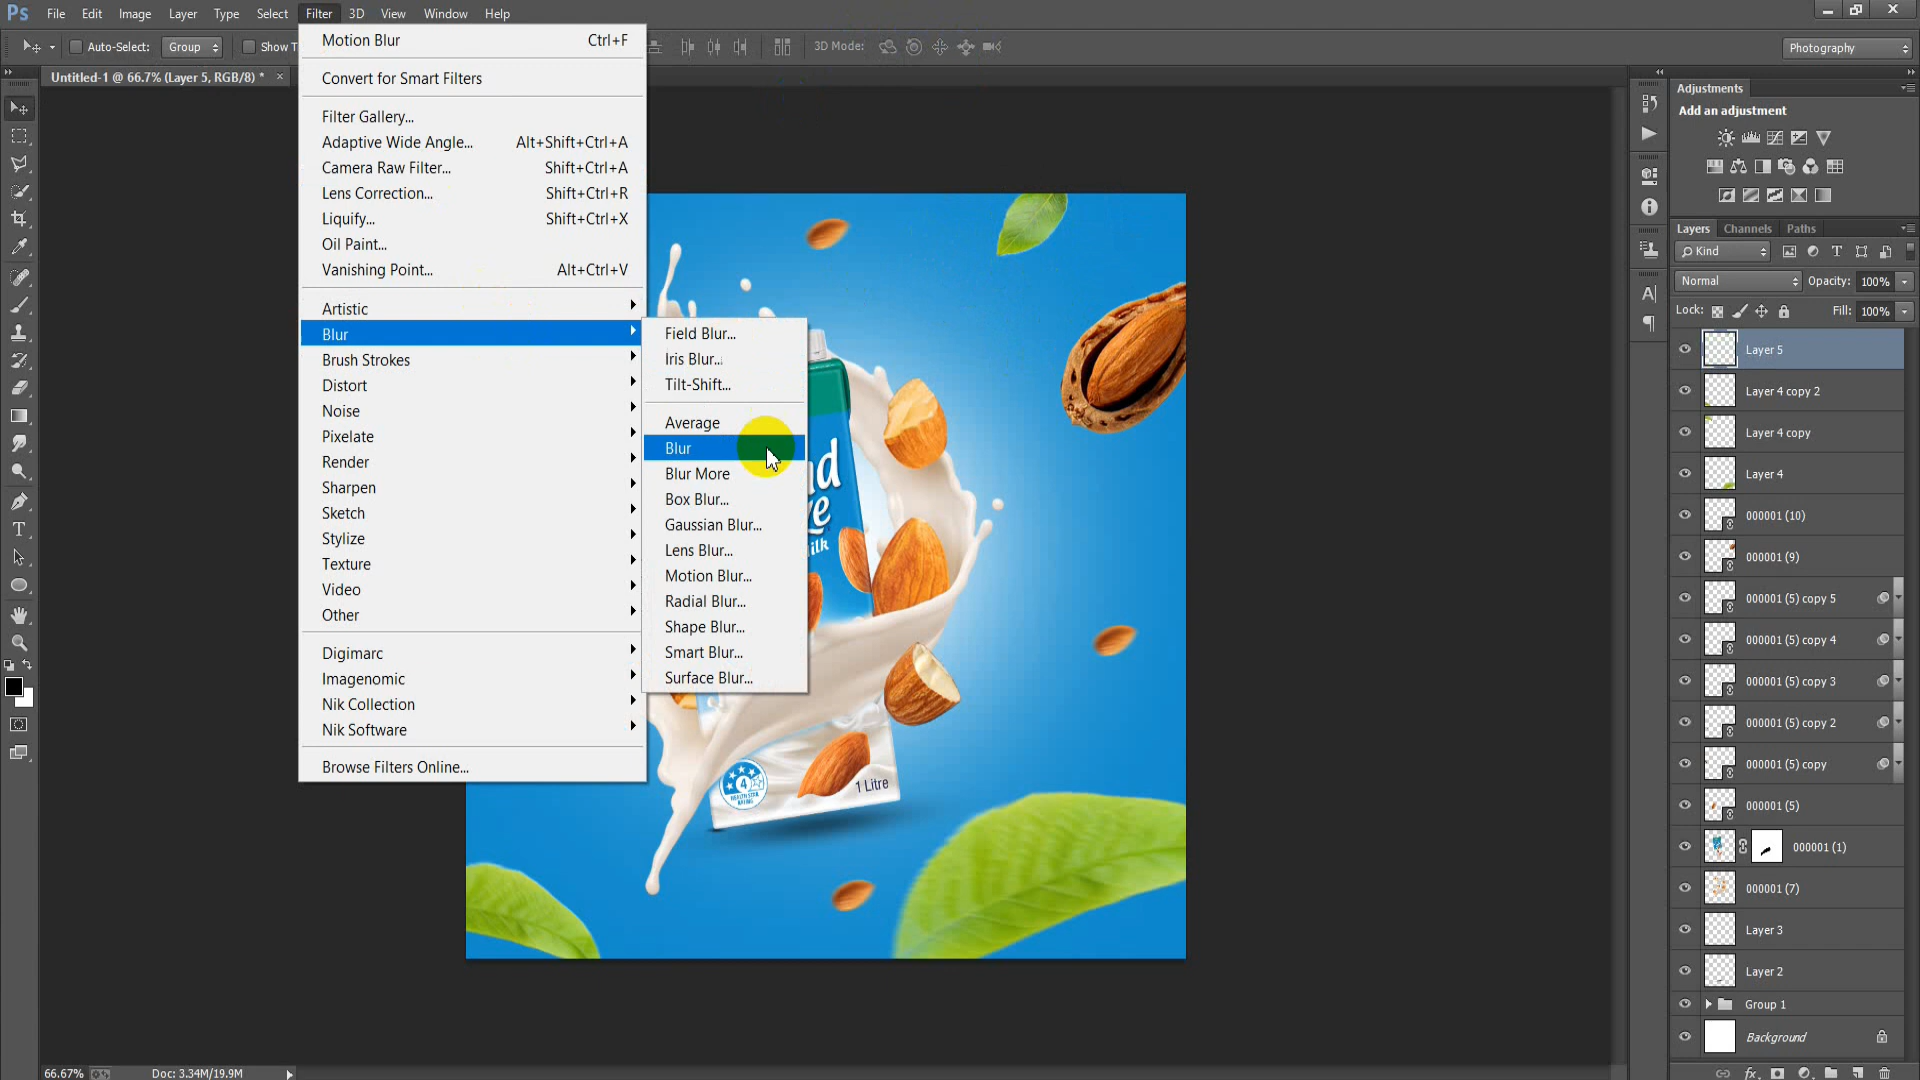 Ps File Edit Image Layer Type Select Filter 3D View Window Help
Auto-Select: Group Show T 3D Mode: Photography
Untitled-1 @ 66.7% (Layer 5, RGB/8) * ×
Motion Blur Ctrl+F
Convert for Smart Filters
Filter Gallery...
Adaptive Wide Angle... Alt+Shift+Ctrl+A
Camera Raw Filter... Shift+Ctrl+A
Lens Correction... Shift+Ctrl+R
Liquify... Shift+Ctrl+X
Oil Paint...
Vanishing Point... Alt+Ctrl+V
Artistic
Blur
Brush Strokes
Distort
Noise
Pixelate
Render
Sharpen
Sketch
Stylize
Texture
Video
Other
Digimarc
Imagenomic
Nik Collection
Nik Software
Browse Filters Online...
Field Blur...
Iris Blur...
Tilt-Shift...
Average
Blur
Blur More
Box Blur...
Gaussian Blur...
Lens Blur...
Motion Blur...
Radial Blur...
Shape Blur...
Smart Blur...
Surface Blur...
nd
ze
ilk
4
HEALTH STAR
RATING
1 Litre
Adjustments
Add an adjustment
Layers Channels Paths
Kind
Normal Opacity: 100%
Lock: Fill: 100%
Layer 5
Layer 4 copy 2
Layer 4 copy
Layer 4
000001 (10)
000001 (9)
000001 (5) copy 5
000001 (5) copy 4
000001 (5) copy 3
000001 (5) copy 2
000001 (5) copy
000001 (5)
000001 (1)
000001 (7)
Layer 3
Layer 2
Group 1
Background
66.67% Doc: 3.34M/19.9M